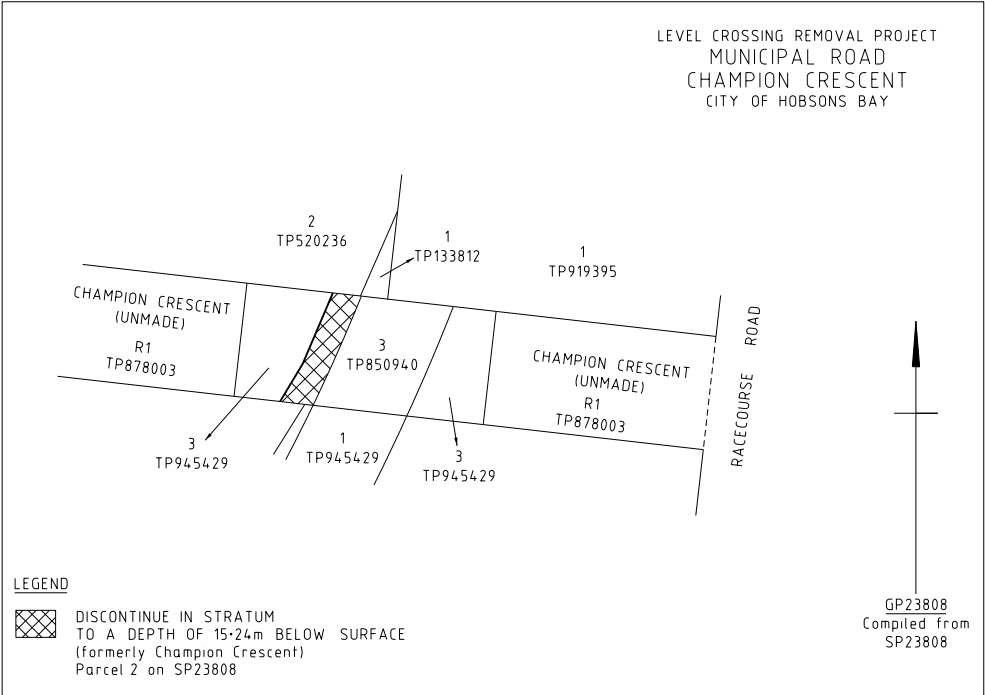 LEVEL CROSSING REMOVAL PROJECT
MUNICIPAL ROAD
CHAMPION CRESCENT
CITY OF HOBSONS BAY
2
TP520236
1
TP133812
1
TP919395
CHAMPION CRESCENT
(UNMADE)
R1
TP878003
3
TP850940
CHAMPION CRESCENT
(UNMADE)
R1
TP878003
RACECOURSE ROAD
3
TP945429
1
TP945429
3
TP945429
LEGEND
DISCONTINUE IN STRATUM
TO A DEPTH OF 15·24m BELOW SURFACE
(formerly Champion Crescent)
Parcel 2 on SP23808
GP23808
Compiled from
SP23808